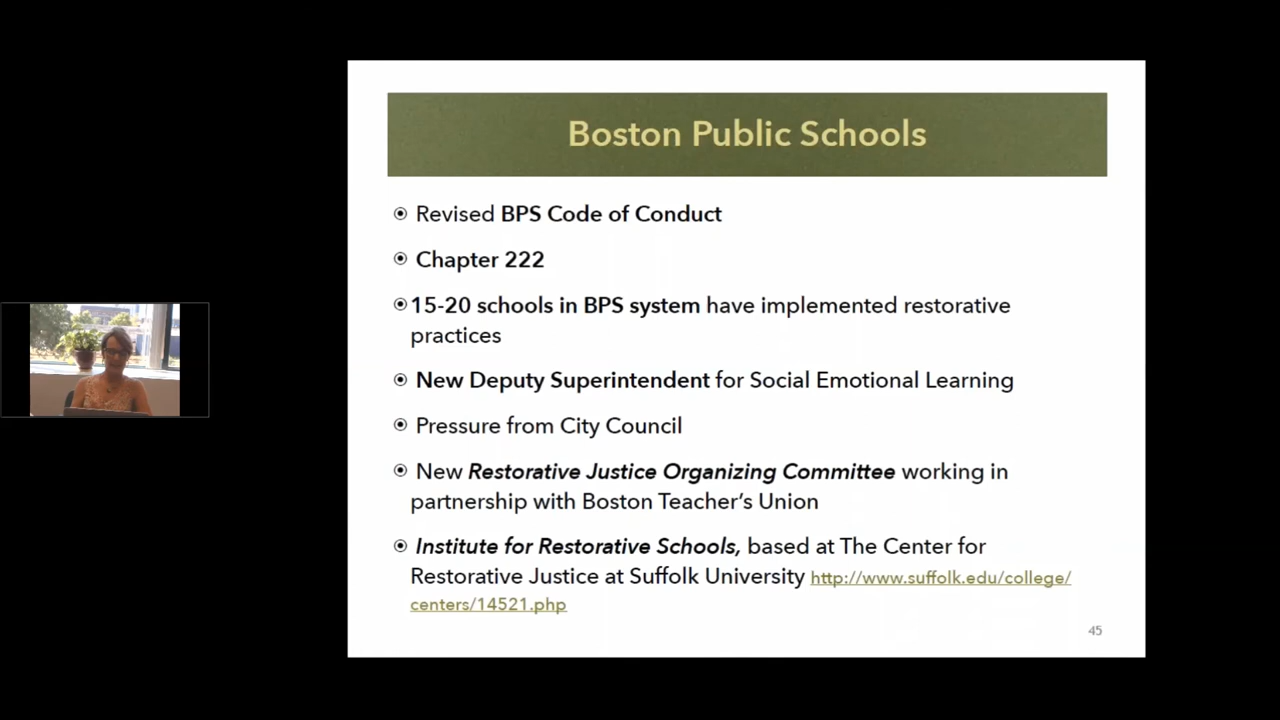 Boston Public Schools
Revised BPS Code of Conduct
Chapter 222
15-20 schools in BPS system have implemented restorative
practices
New Deputy Superintendent for Social Emotional Learning
Pressure from City Council
New Restorative Justice Organizing Committee working in
partnership with Boston Teacher’s Union
Institute for Restorative Schools, based at The Center for
Restorative Justice at Suffolk University http://www.suffolk.edu/college/
centers/14521.php
45